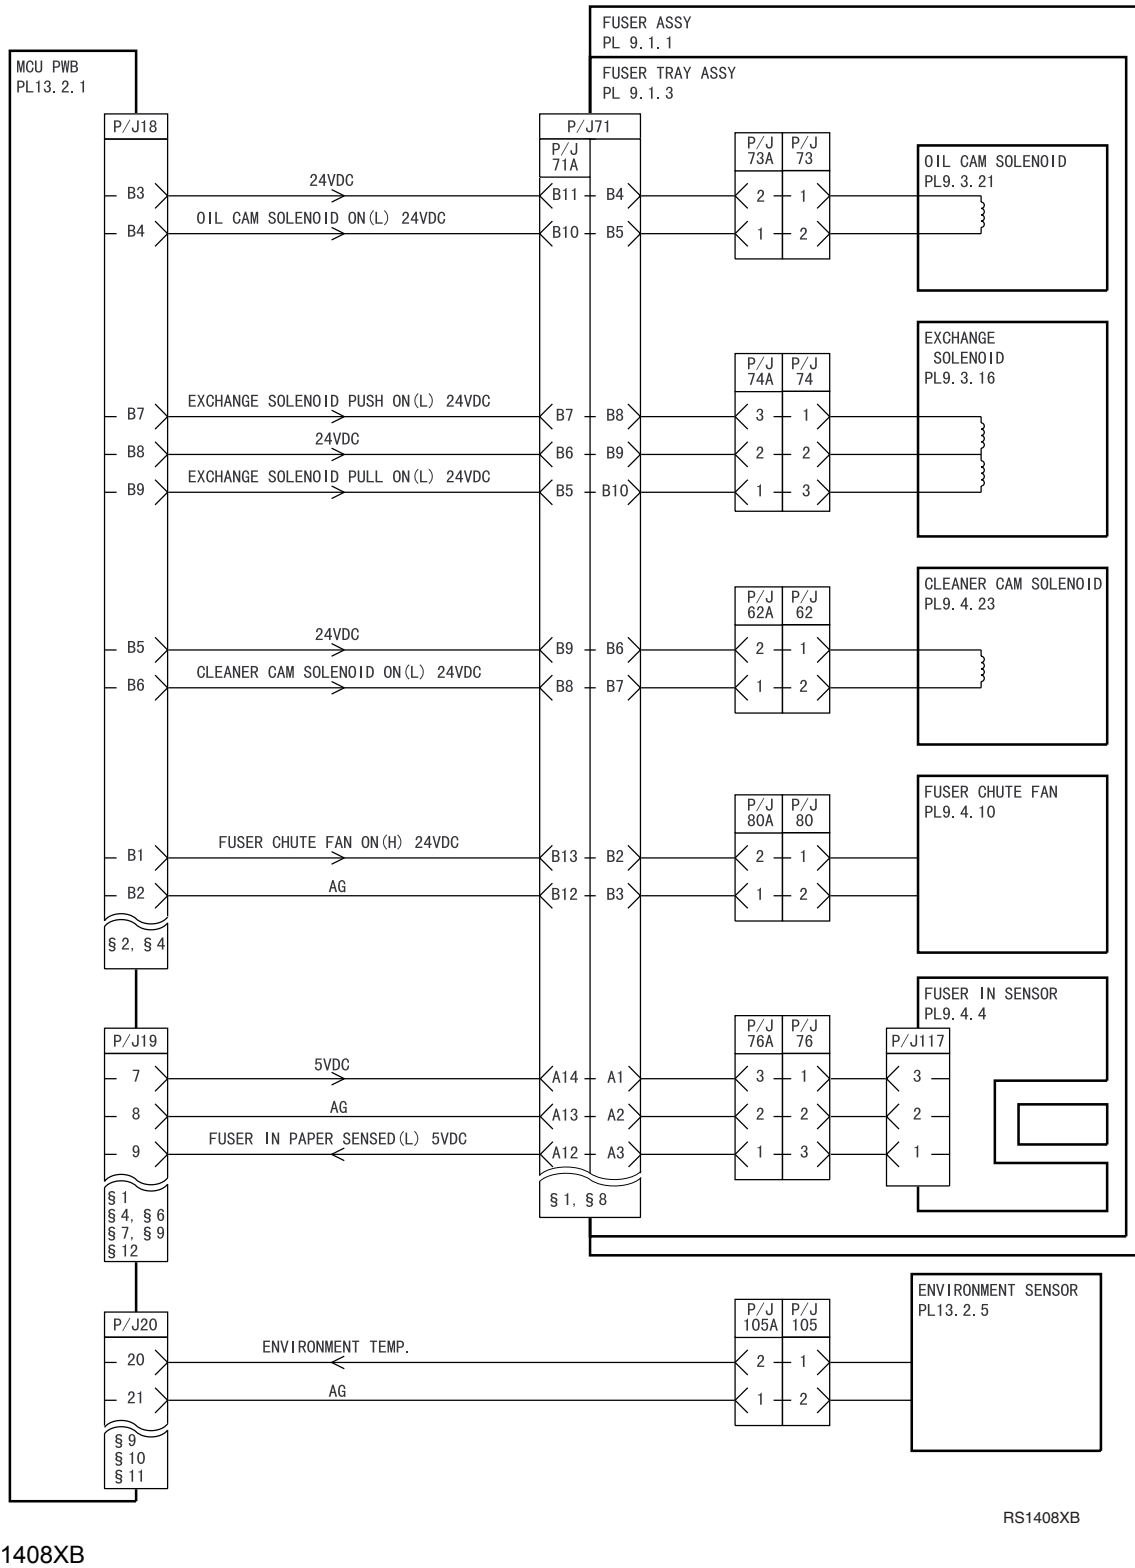 FUSER ASSY
PL 9.1.1
MCU PWB
PL13.2.1
FUSER TRAY ASSY
PL 9.1.3
P/J18
P/J71
P/J
71A
P/J
73A
P/J
73
OIL CAM SOLENOID
PL9.3.21
B3
24VDC
B11
B4
2
1
B4
OIL CAM SOLENOID ON(L) 24VDC
B10
B5
1
2
EXCHANGE
SOLENOID
PL9.3.16
P/J
74A
P/J
74
B7
EXCHANGE SOLENOID PUSH ON(L) 24VDC
B7
B8
3
1
B8
24VDC
B6
B9
2
2
B9
EXCHANGE SOLENOID PULL ON(L) 24VDC
B5
B10
1
3
CLEANER CAM SOLENOID
PL9.4.23
P/J
62A
P/J
62
B5
24VDC
B9
B6
2
1
B6
CLEANER CAM SOLENOID ON(L) 24VDC
B8
B7
1
2
FUSER CHUTE FAN
PL9.4.10
P/J
80A
P/J
80
B1
FUSER CHUTE FAN ON(H) 24VDC
B13
B2
2
1
B2
AG
B12
B3
1
2
§2, §4
FUSER IN SENSOR
PL9.4.4
P/J19
P/J
76A
P/J
76
P/J117
7
5VDC
A14
A1
3
1
3
8
AG
A13
A2
2
2
2
9
FUSER IN PAPER SENSED(L) 5VDC
A12
A3
1
3
1
§1
§4, §6
§7, §9
§12
§1, §8
ENVIRONMENT SENSOR
PL13.2.5
P/J20
P/J
105A
P/J
105
20
ENVIRONMENT TEMP.
2
1
21
AG
1
2
§9
§10
§11
RS1408XB
1408XB